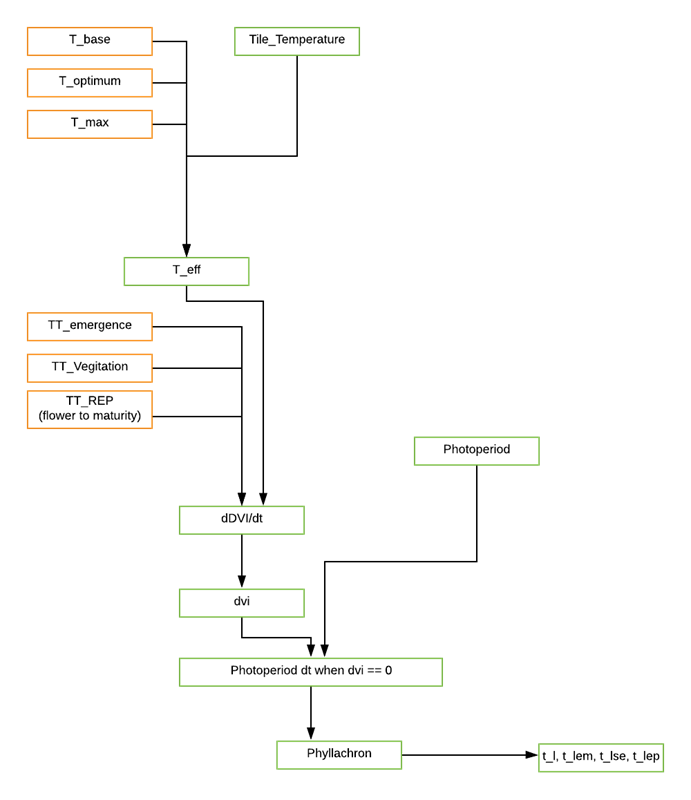 T_base
Tile_Temperature
T_optimum
T_max
T_eff
TT_emergence
TT_Vegitation
TT_REP
(flower to maturity)
Photoperiod
dDVI/dt
dvi
Photoperiod dt when dvi == 0
Phyllachron
t_l, t_lem, t_lse, t_lep